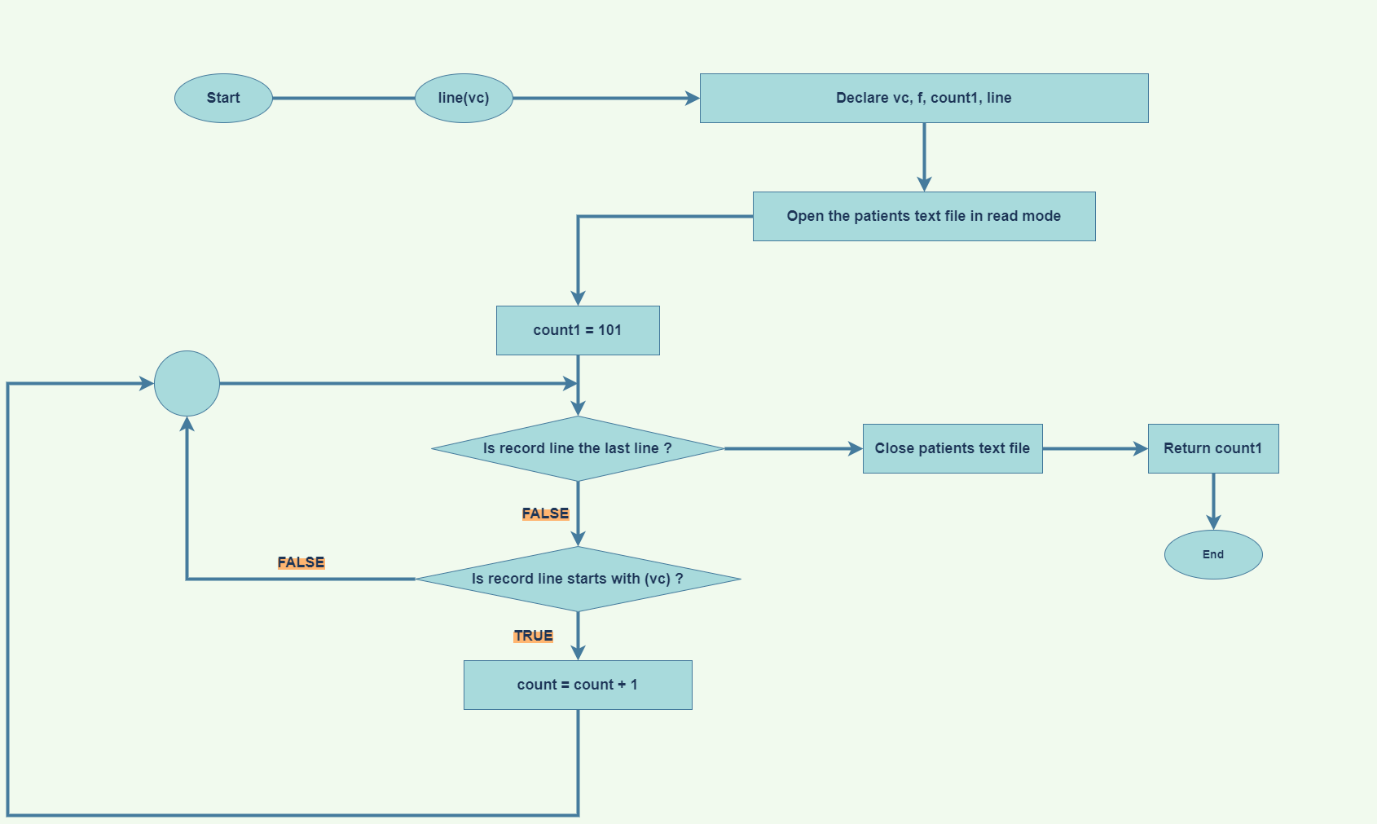 Start
line(vc)
Declare vc, f, count1, line
Open the patients text file in read mode
count1 = 101
Is record line the last line ?
Close patients text file
Return count1
FALSE
End
FALSE
Is record line starts with (vc) ?
TRUE
count = count + 1